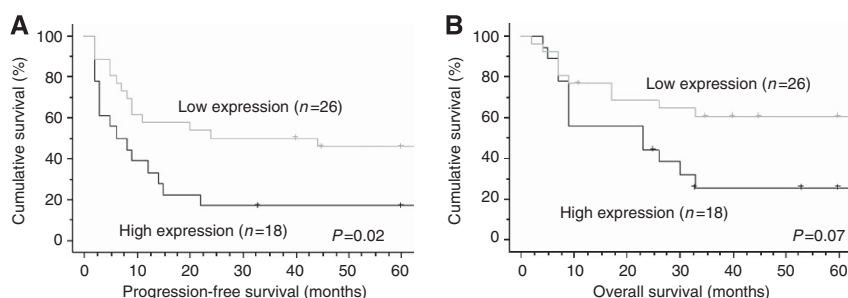 A
Cumulative survival (%)
100
80
60
40
20
0
Low expression (n=26)
High expression (n=18)
P=0.02
0 10 20 30 40 50 60
Progression-free survival (months)
B
Cumulative survival (%)
100
80
60
40
20
0
Low expression (n=26)
High expression (n=18)
P=0.07
0 10 20 30 40 50 60
Overall survival (months)